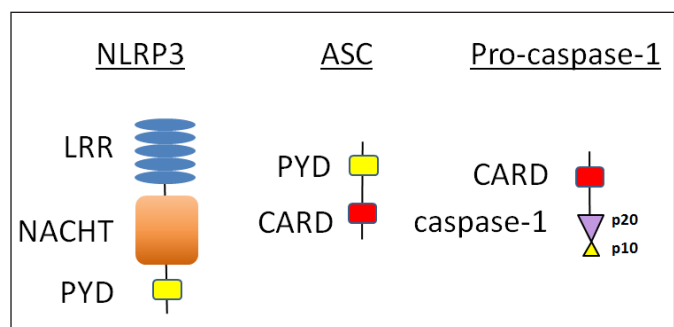 NLRP3
LRR
NACHT
PYD
ASC
PYD
CARD
Pro-caspase-1
CARD
caspase-1
p20
p10